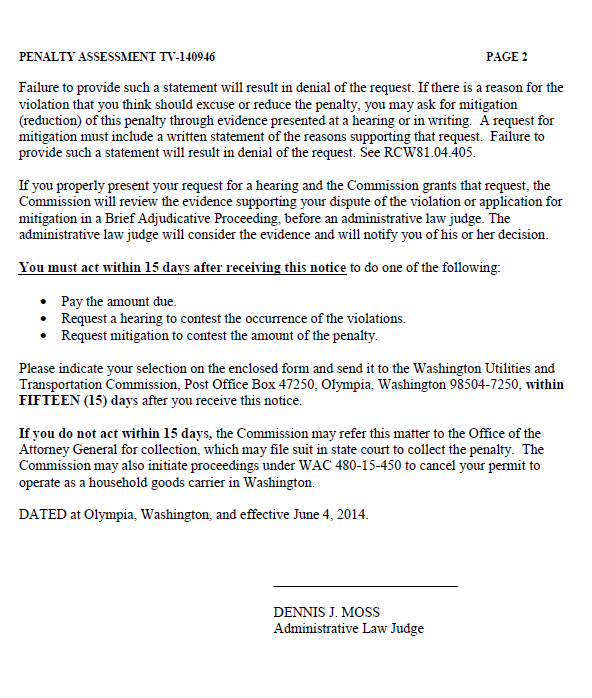 PENALTY ASSESSMENT TV-140946 PAGE 2
Failure to provide such a statement will result in denial of the request. If there is a reason for the
violation that you think should excuse or reduce the penalty, you may ask for mitigation
(reduction) of this penalty through evidence presented at a hearing or in writing. A request for
mitigation must include a written statement of the reasons supporting that request. Failure to
provide such a statement will result in denial of the request. See RCW81.04.405.
If you properly present your request for a hearing and the Commission grants that request, the
Commission will review the evidence supporting your dispute of the violation or application for
mitigation in a Brief Adjudicative Proceeding, before an administrative law judge. The
administrative law judge will consider the evidence and will notify you of his or her decision.
You must act within 15 days after receiving this notice to do one of the following:
• Pay the amount due.
• Request a hearing to contest the occurrence of the violations.
• Request mitigation to contest the amount of the penalty.
Please indicate your selection on the enclosed form and send it to the Washington Utilities and
Transportation Commission, Post Office Box 47250, Olympia, Washington 98504-7250, within
FIFTEEN (15) days after you receive this notice.
If you do not act within 15 days, the Commission may refer this matter to the Office of the
Attorney General for collection, which may file suit in state court to collect the penalty. The
Commission may also initiate proceedings under WAC 480-15-450 to cancel your permit to
operate as a household goods carrier in Washington.
DATED at Olympia, Washington, and effective June 4, 2014.
DENNIS J. MOSS
Administrative Law Judge